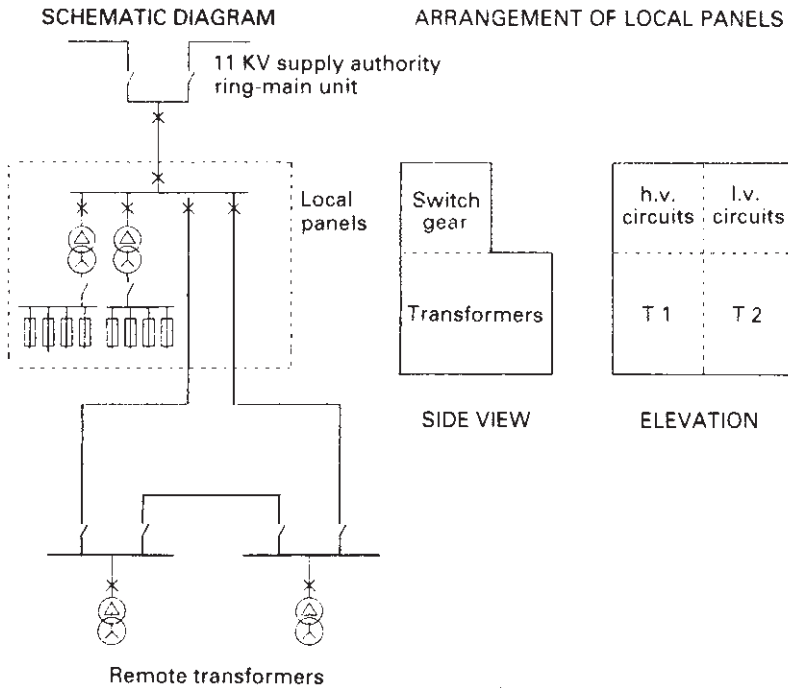 SCHEMATIC DIAGRAM
ARRANGEMENT OF LOCAL PANELS
11 KV supply authority
ring-main unit
Local
panels
Switch
gear
Transformers
h.v.
circuits
l.v.
circuits
T 1
T 2
SIDE VIEW
ELEVATION
Remote transformers